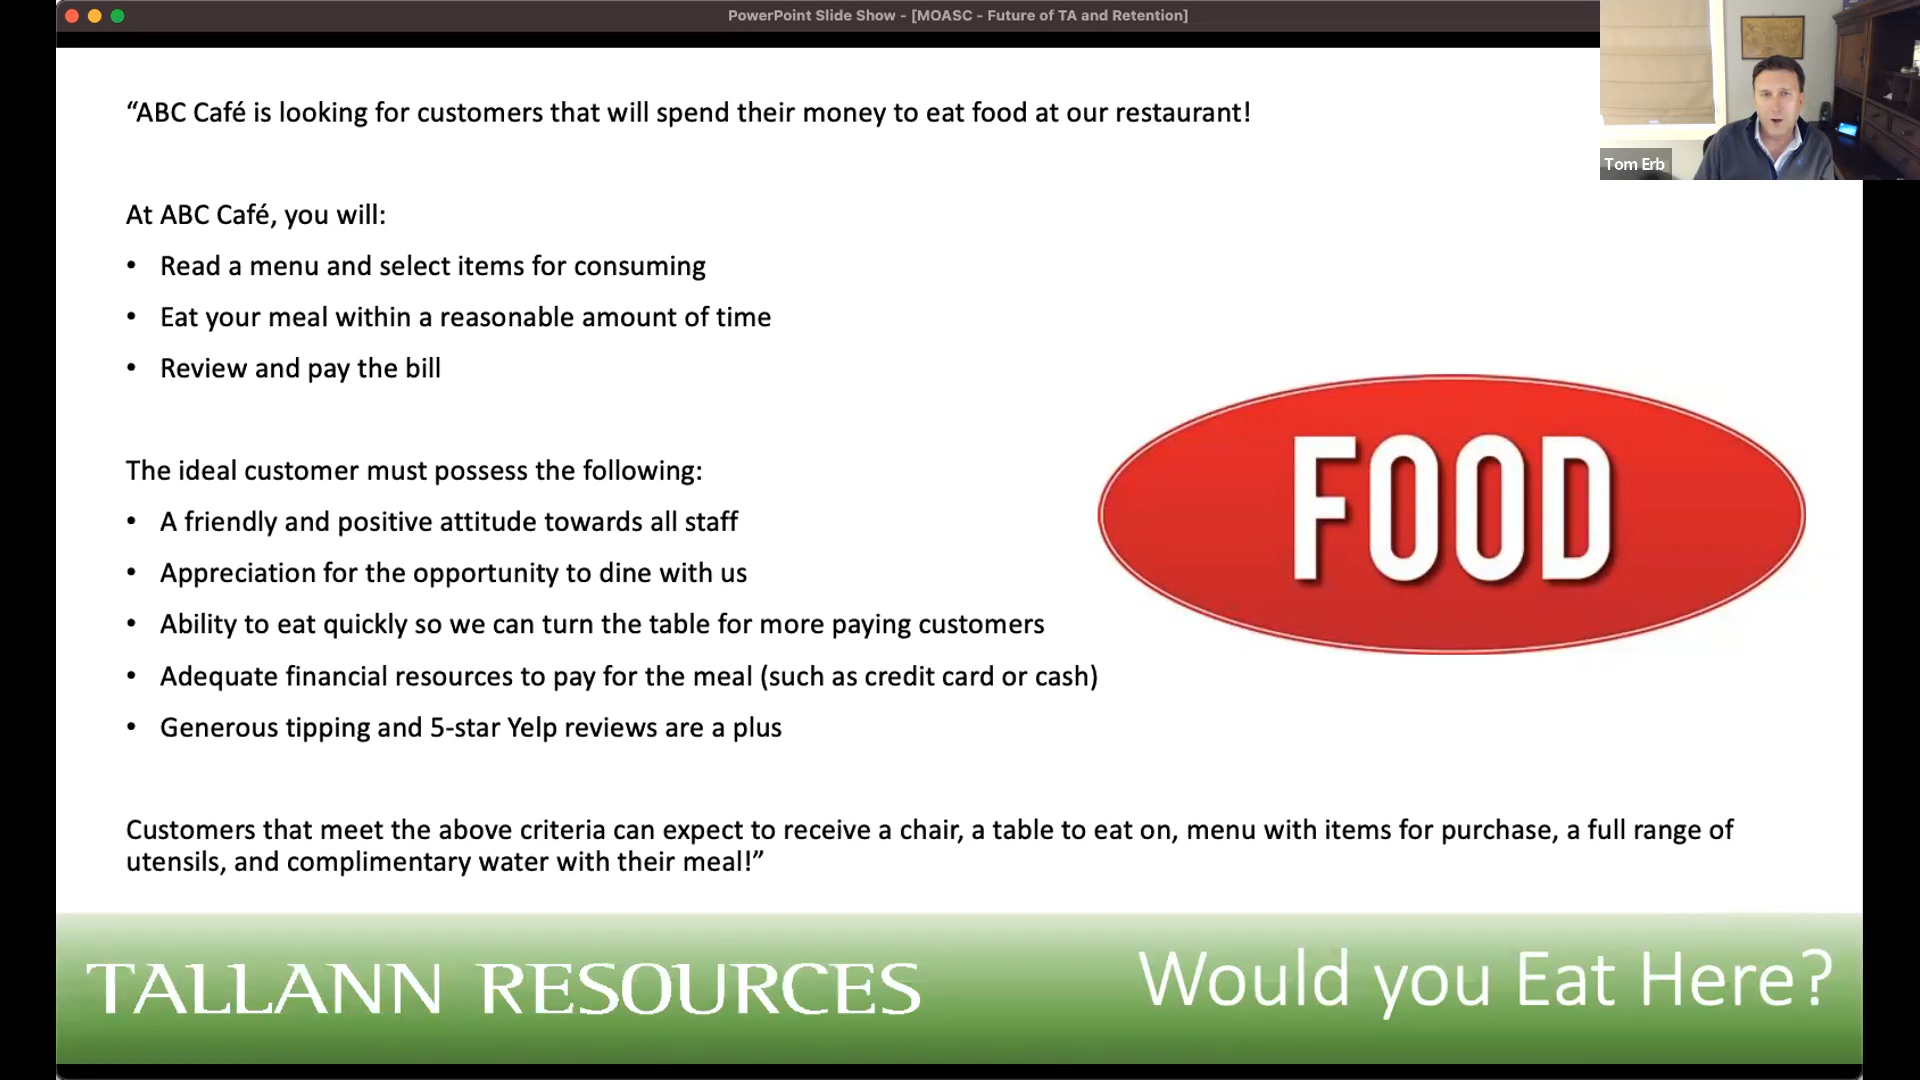 PowerPoint Slide Show - [MOASC - Future of TA and Retention]
Tom Erb
“ABC Café is looking for customers that will spend their money to eat food at our restaurant!
At ABC Café, you will:
• Read a menu and select items for consuming
• Eat your meal within a reasonable amount of time
• Review and pay the bill
The ideal customer must possess the following:
• A friendly and positive attitude towards all staff
• Appreciation for the opportunity to dine with us
• Ability to eat quickly so we can turn the table for more paying customers
• Adequate financial resources to pay for the meal (such as credit card or cash)
• Generous tipping and 5-star Yelp reviews are a plus
FOOD
Customers that meet the above criteria can expect to receive a chair, a table to eat on, menu with items for purchase, a full range of
utensils, and complimentary water with their meal!”
TALLANN RESOURCES
Would you Eat Here?